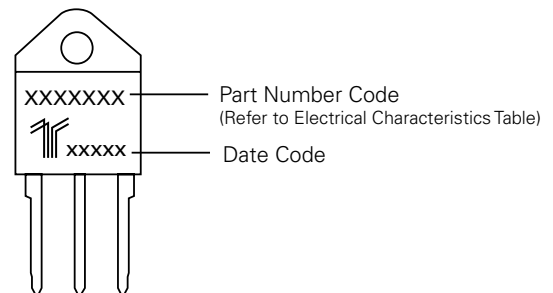 XXXXXXX
Part Number Code
(Refer to Electrical Characteristics Table)
xxxxx
Date Code